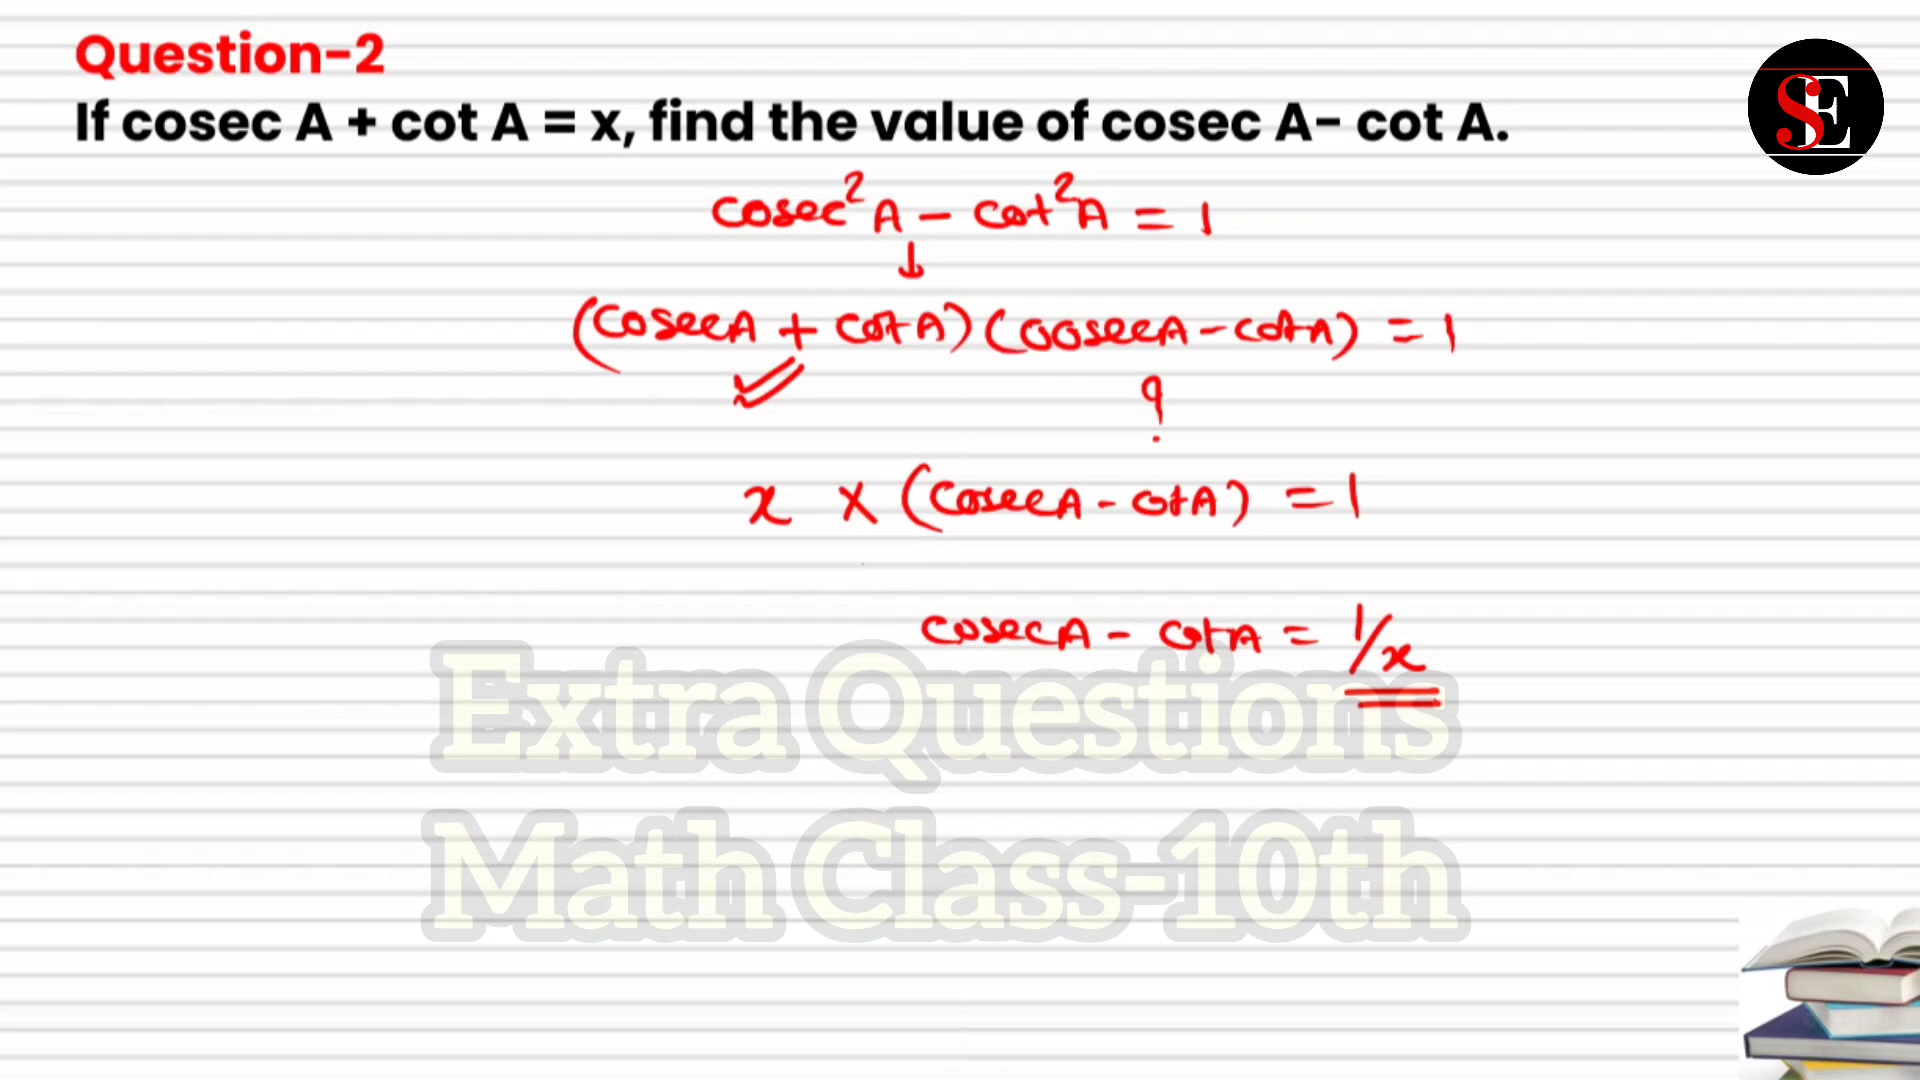 Question-2
If cosec A + cot A = x, find the value of cosec A- cot A.
SE
cosec²A - cot²A = 1
↓
(cosecA + cotA)(cosecA - cotA) = 1
?
x × (cosecA - cotA) = 1
cosecA - cotA = 1/x
Extra Questions
Math Class-10th